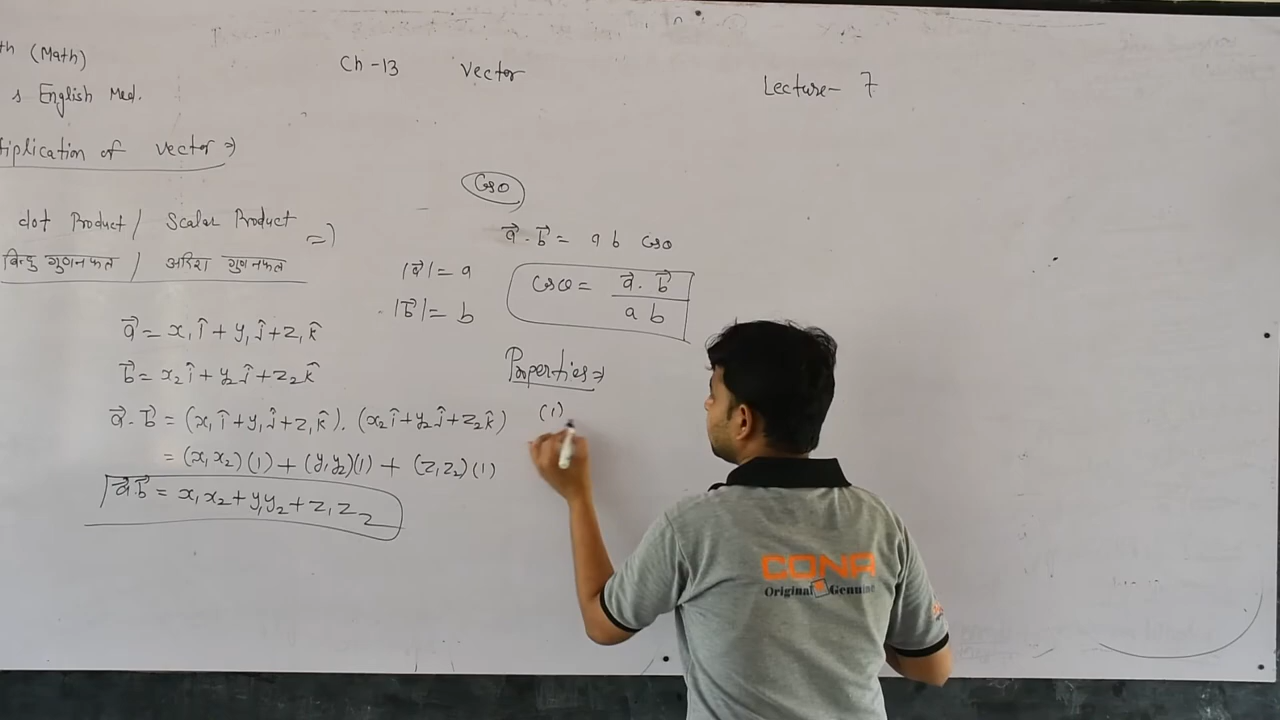 th (Math)
s English Med.
Ch-13 Vector
Lecture- 7
tiplication of vector ⇒
dot Product / Scalar Product ⇒
बिन्दु गुणनफल / अदिश गुणनफल
a⃗ = x₁î + y₁ĵ + z₁k̂
b⃗ = x₂î + y₂ĵ + z₂k̂
a⃗ . b⃗ = (x₁î + y₁ĵ + z₁k̂) . (x₂î + y₂ĵ + z₂k̂)
= (x₁x₂)(1) + (y₁y₂)(1) + (z₁z₂)(1)
a⃗.b⃗ = x₁x₂ + y₁y₂ + z₁z₂
Cosθ
a⃗ . b⃗ = a b cosθ
|a⃗| = a
|b⃗| = b
cosθ = a⃗ . b⃗ / a b
Properties ⇒
(1)
CONA
Original Genuine